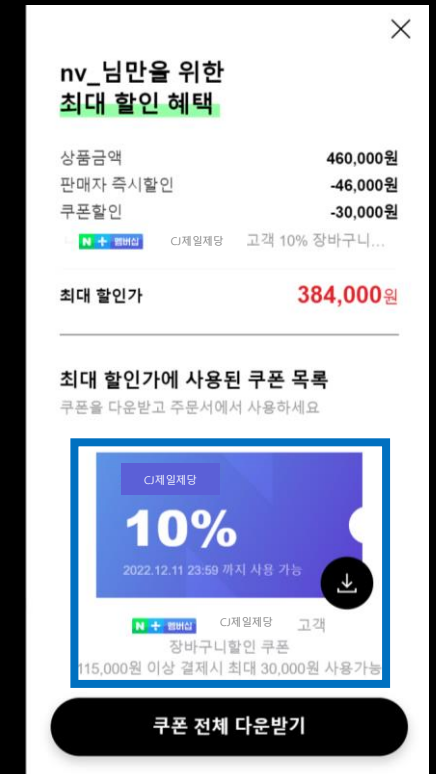 nv_님만을 위한
최대 할인 혜택
상품금액 460,000원
판매자 즉시할인 -46,000원
쿠폰할인 -30,000원
N + 멤버십 CJ제일제당 고객 10% 장바구니...
최대 할인가 384,000원
최대 할인가에 사용된 쿠폰 목록
쿠폰을 다운받고 주문서에서 사용하세요
CJ제일제당
10%
2022.12.11 23:59 까지 사용 가능
N + 멤버십 CJ제일제당 고객
장바구니할인 쿠폰
115,000원 이상 결제시 최대 30,000원 사용가능
쿠폰 전체 다운받기